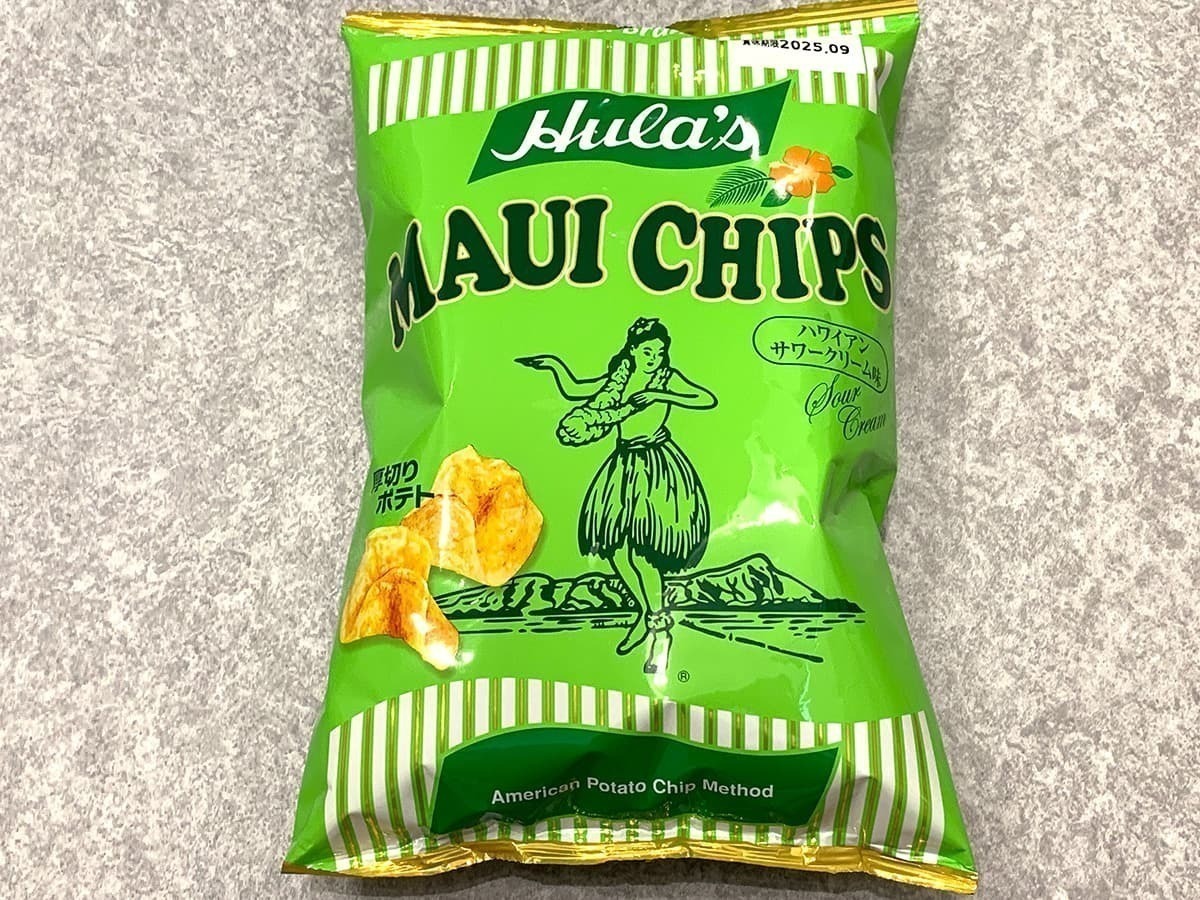 賞味期限2025.09
Hula's
MAUI CHIPS
ハワイアン
サワークリーム味
Sour
Cream
厚切り
ポテト
®
American Potato Chip Method